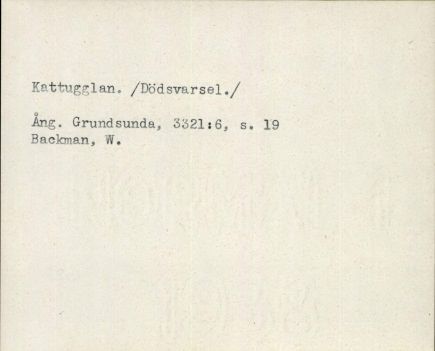 Kattugglan. /Dödsvarsel./
Ång. Grundsunda, 3321:6, s. 19
Backman, W.